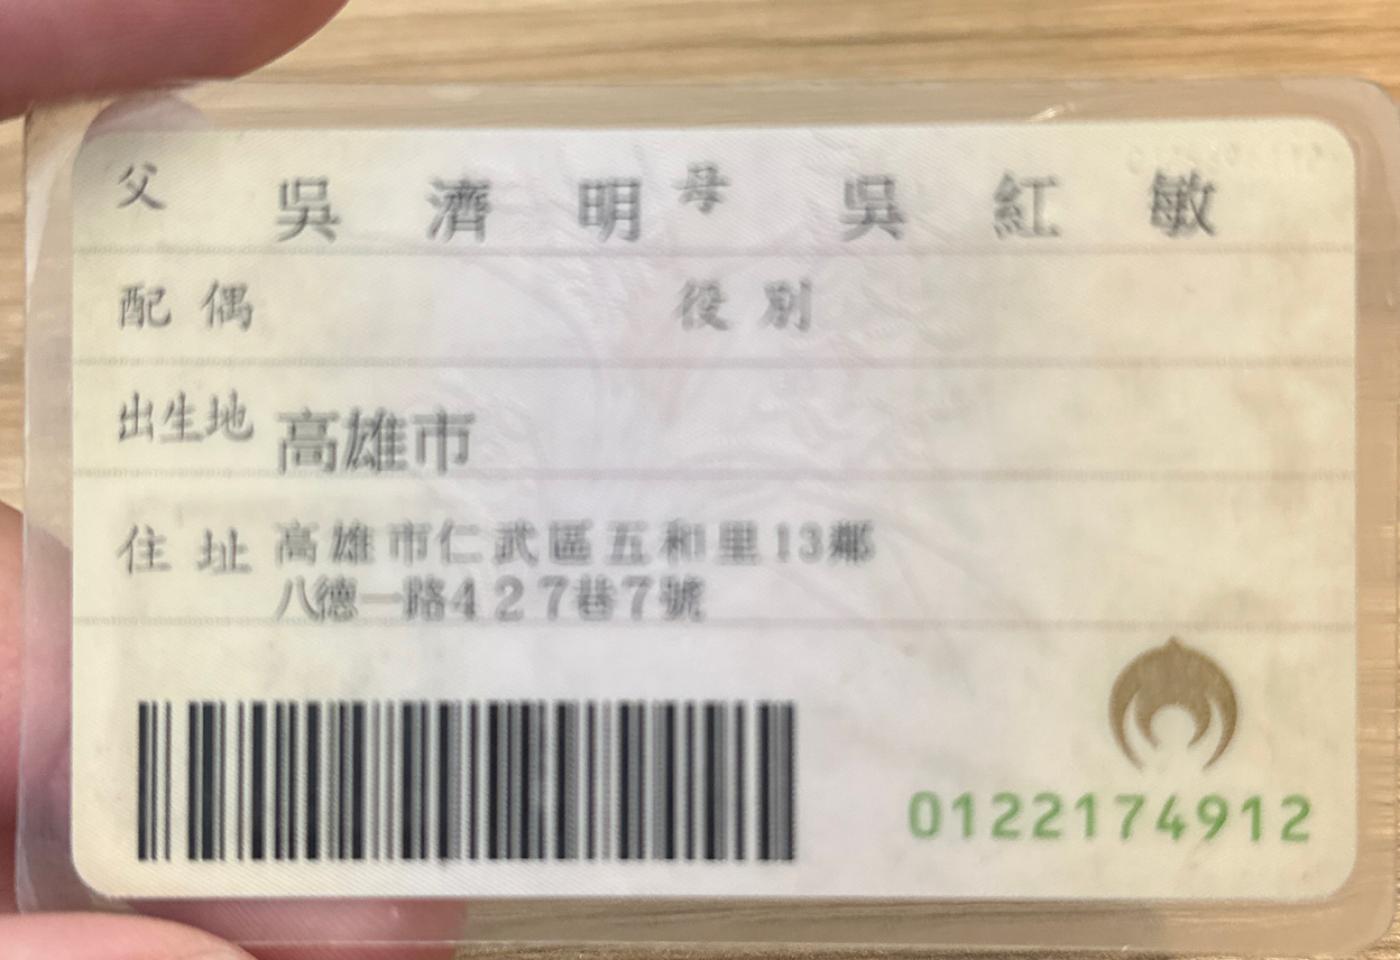 父 吳濟明 母 吳紅敏
配偶 役別
出生地 高雄市
住址 高雄市仁武區五和里13鄰
八德一路427巷7號
0122174912